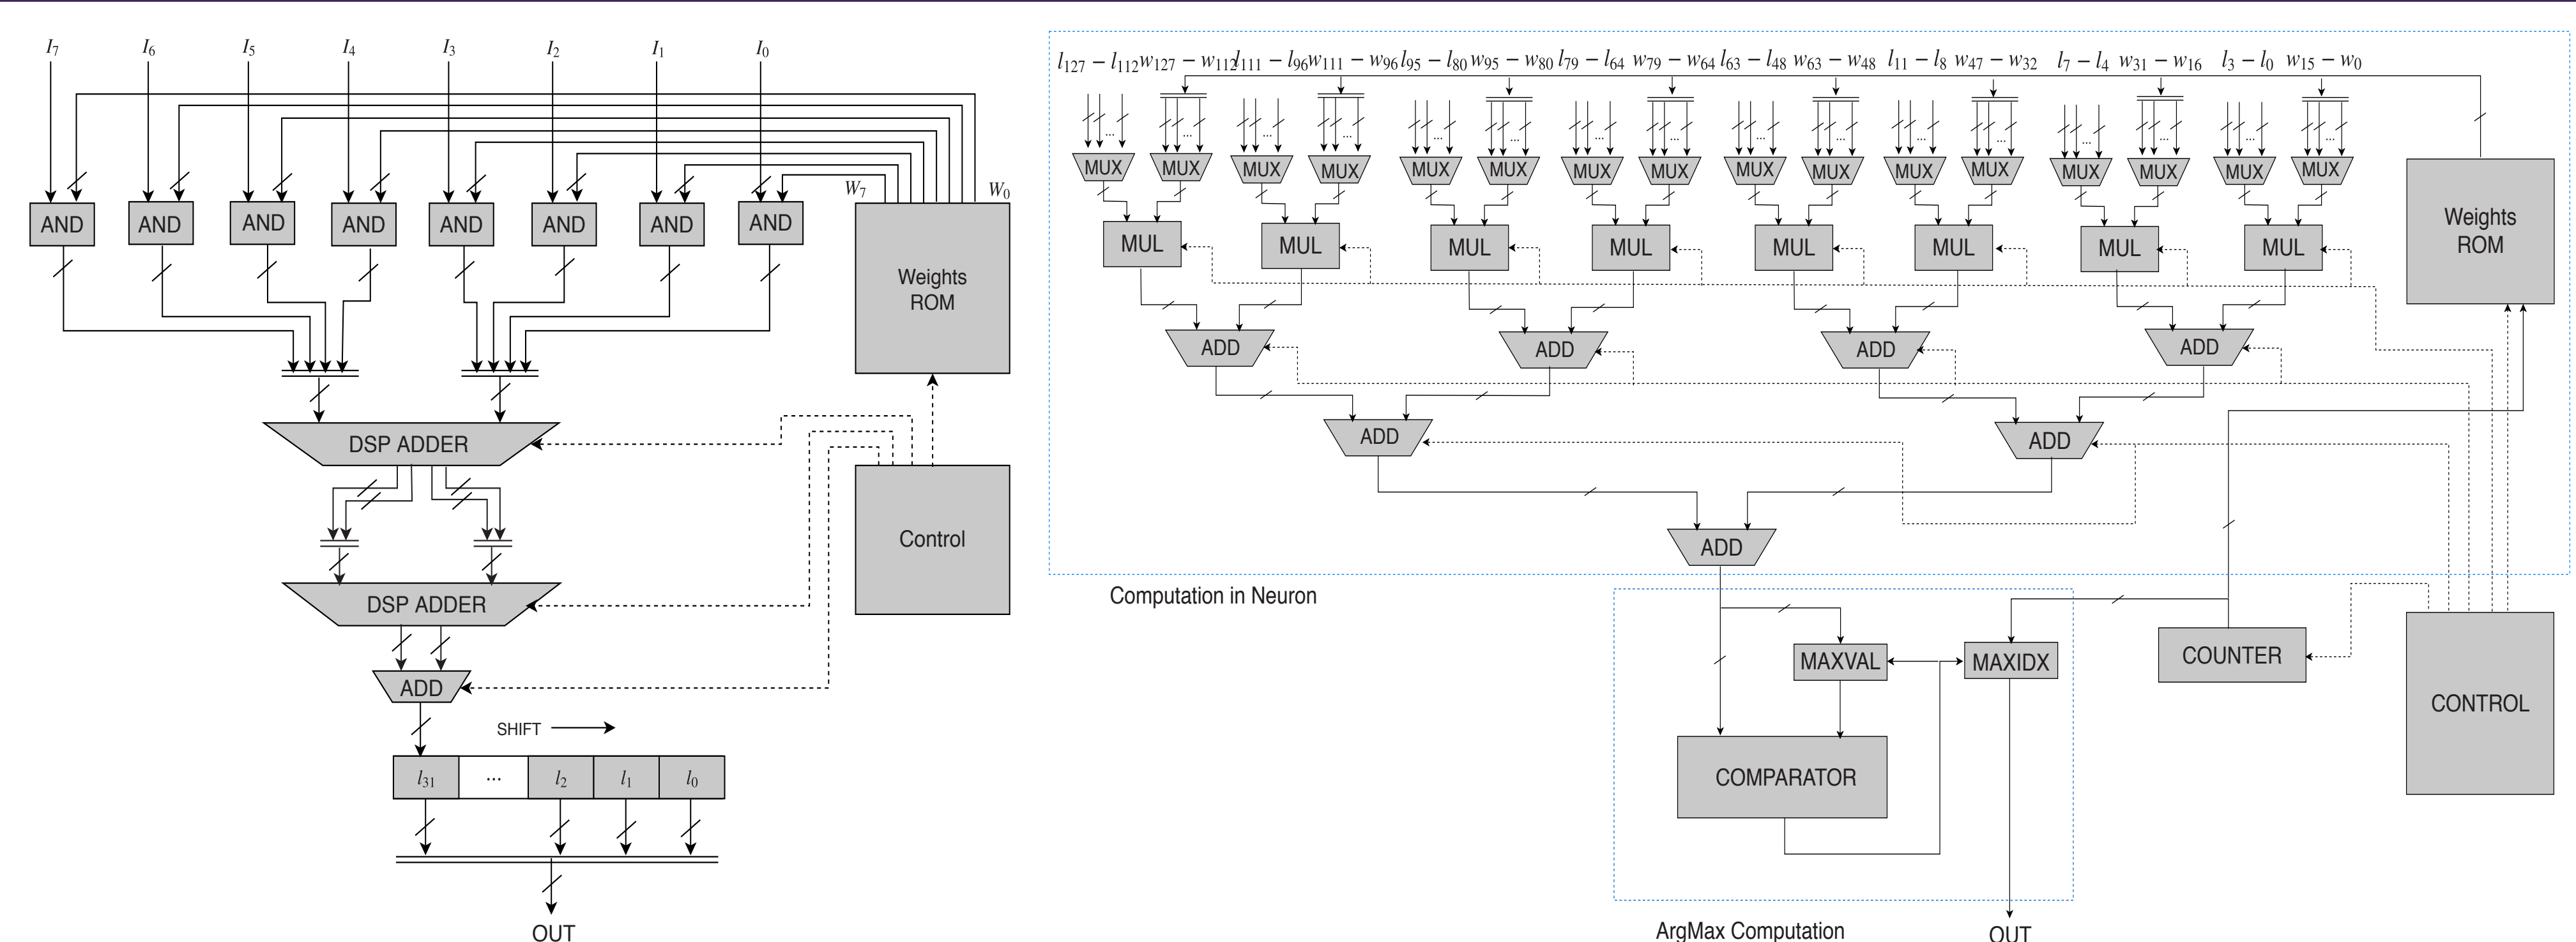 I7 I6 I5 I4 I3 I2 I1 I0
W7 W0
AND AND AND AND AND AND AND AND
Weights
ROM
DSP ADDER
Control
DSP ADDER
ADD
SHIFT
l31 ... l2 l1 l0
OUT
l127 − l112 w127 − w112 l111 − l96 w111 − w96 l95 − l80 w95 − w80 l79 − l64 w79 − w64 l63 − l48 w63 − w48 l11 − l8 w47 − w32 l7 − l4 w31 − w16 l3 − l0 w15 − w0
... ... ... ... ... ... ... ... ... ... ... ... ... ... ... ...
MUX MUX MUX MUX MUX MUX MUX MUX MUX MUX MUX MUX MUX MUX MUX MUX
MUL MUL MUL MUL MUL MUL MUL MUL
Weights
ROM
ADD ADD ADD ADD
ADD ADD
ADD
Computation in Neuron
MAXVAL MAXIDX COUNTER
CONTROL
COMPARATOR
ArgMax Computation
OUT